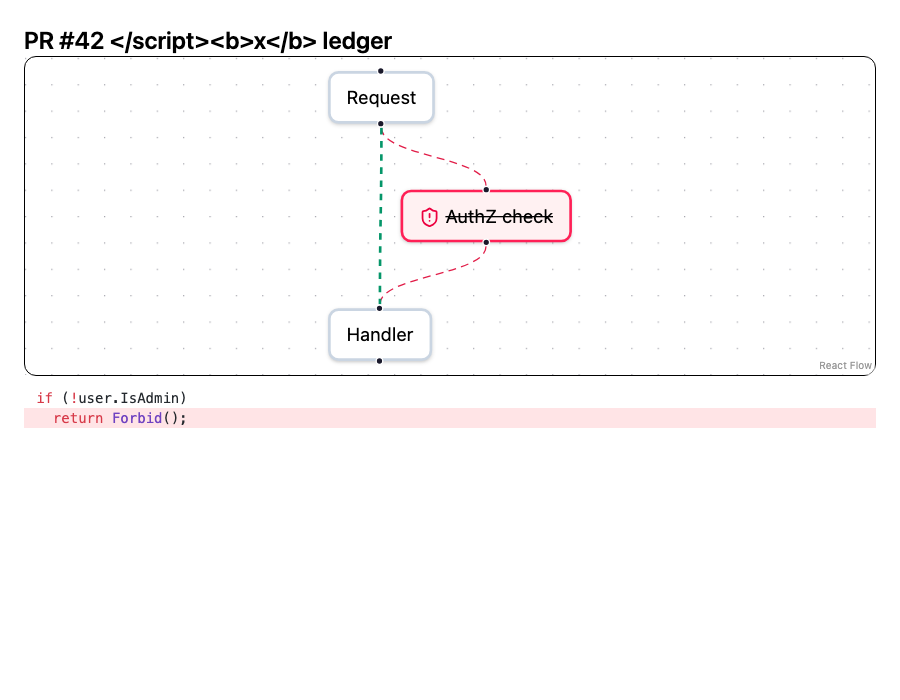 PR #42 </script><b>x</b> ledger
Request
AuthZ check
Handler
React Flow
if (!user.IsAdmin)
  return Forbid();